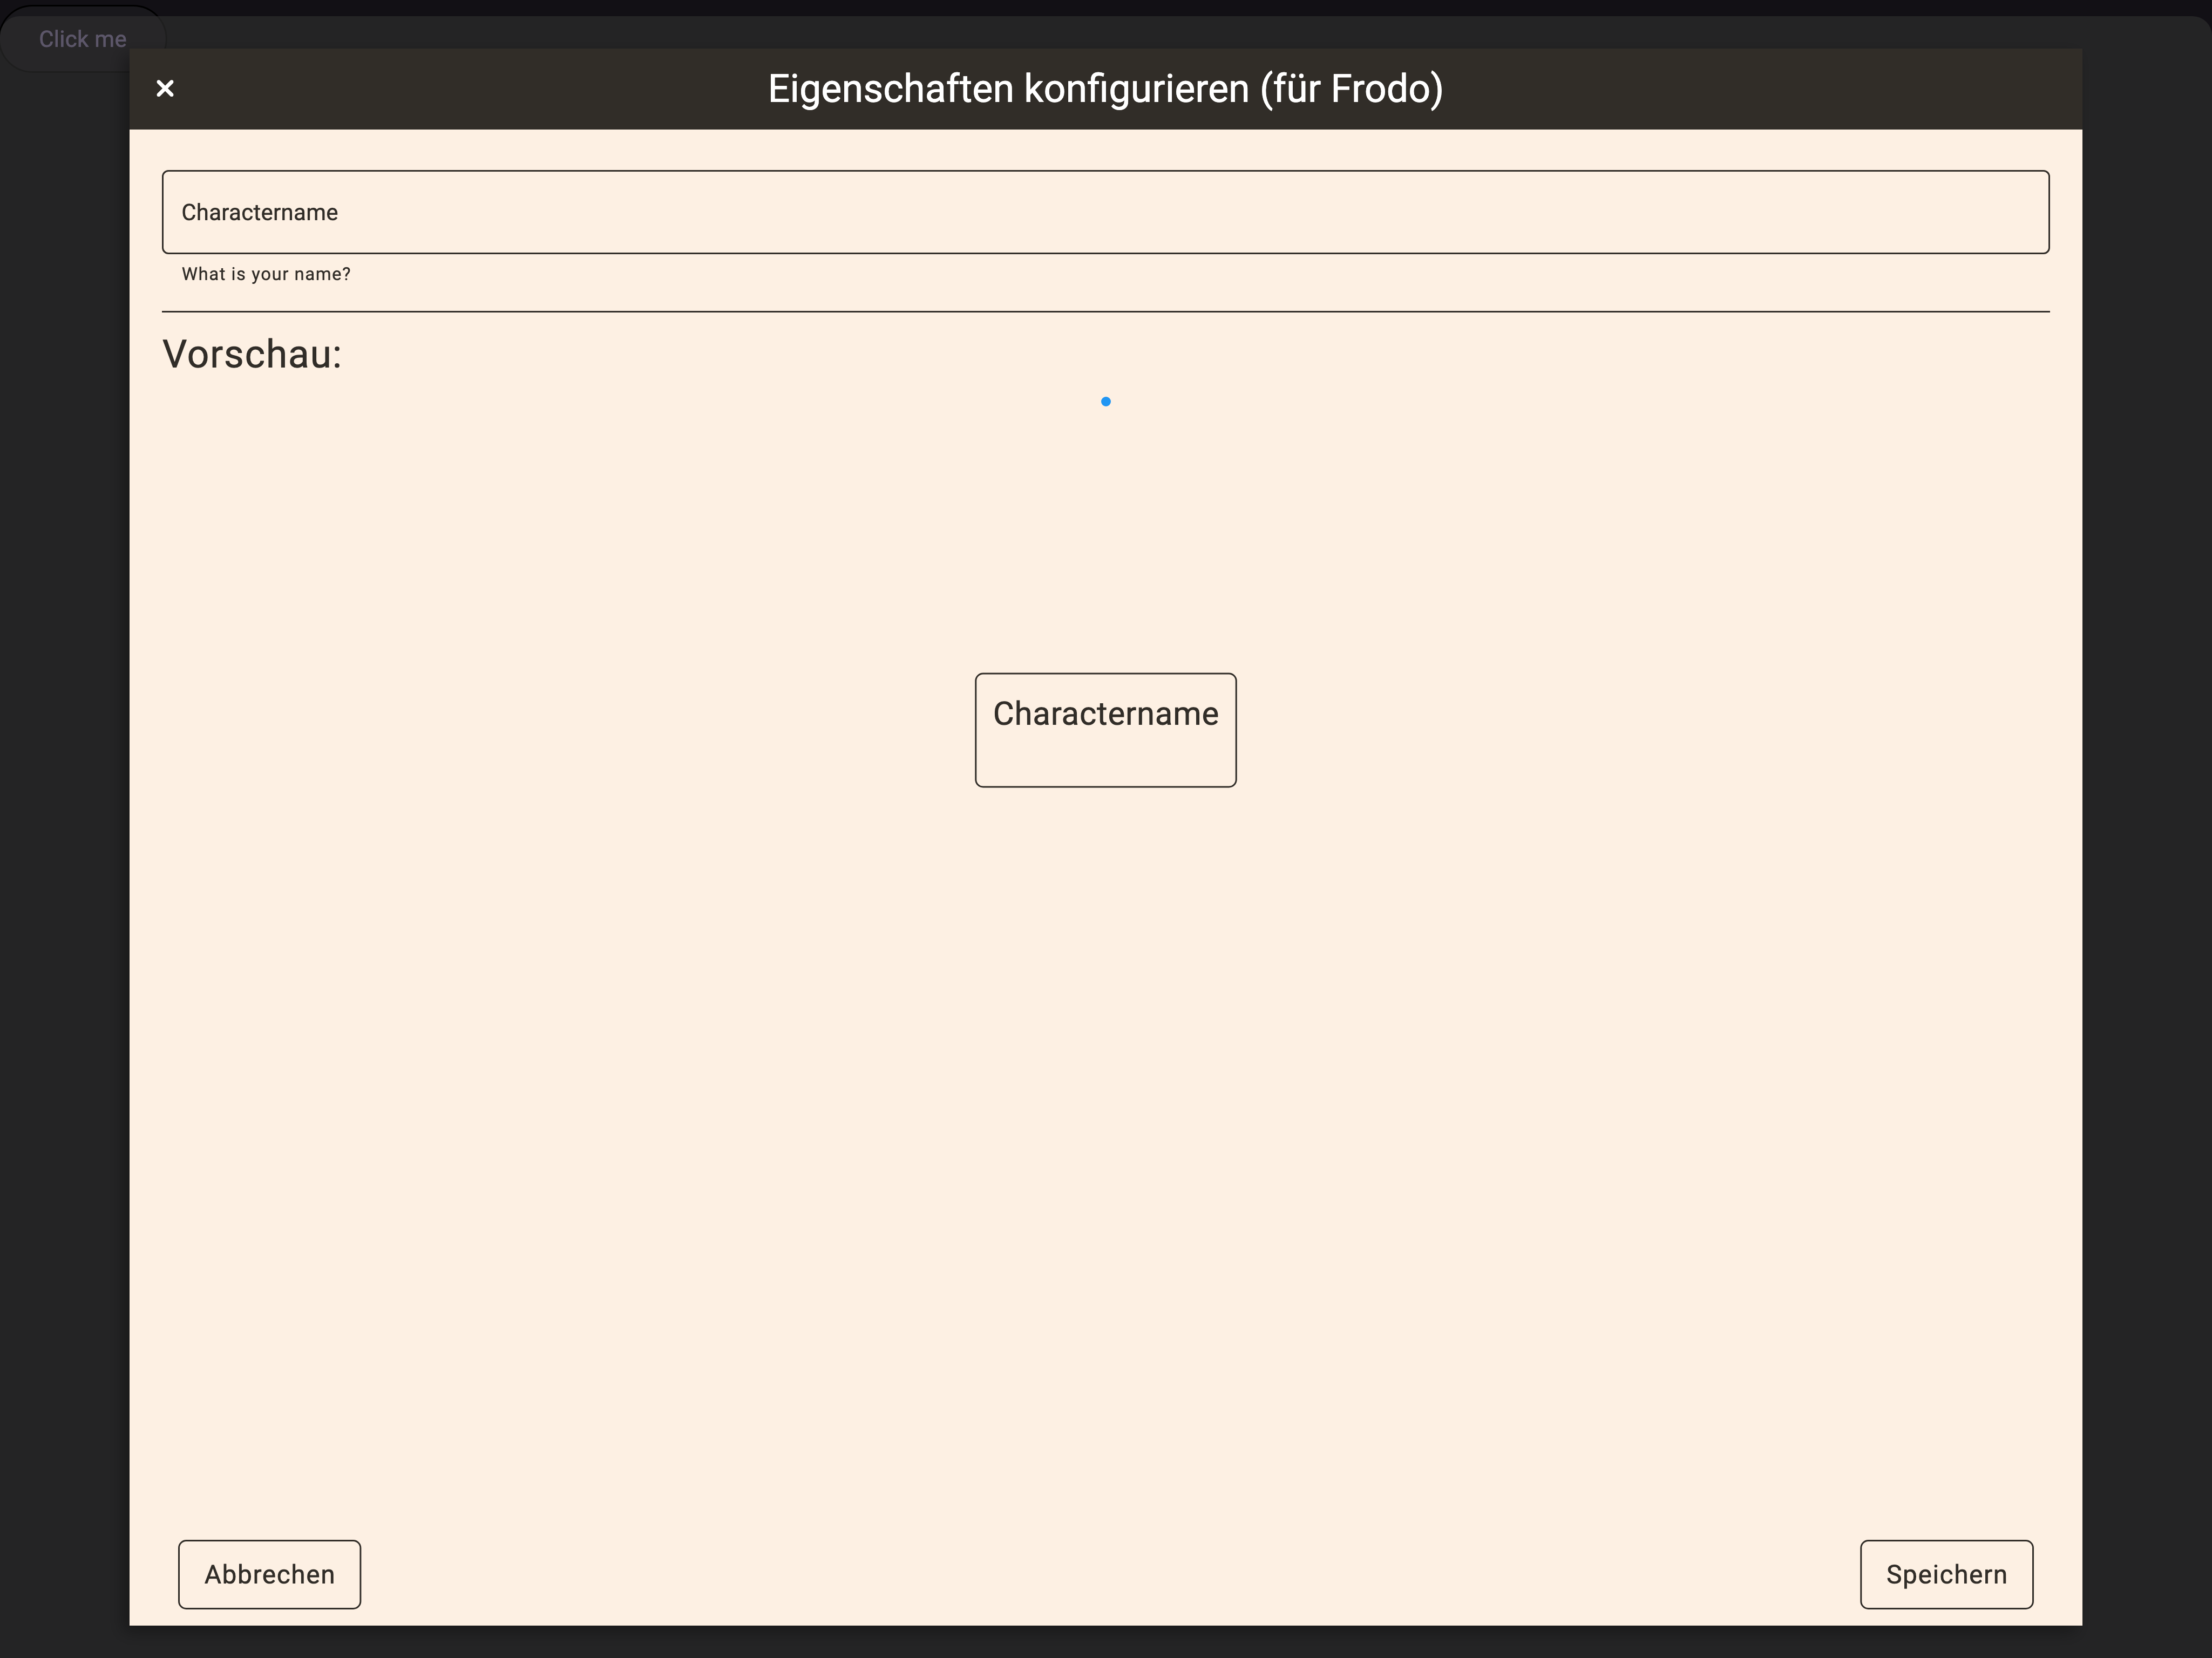 Click me
Eigenschaften konfigurieren (für Frodo)
Charactername
What is your name?
Vorschau:
Charactername
Abbrechen
Speichern